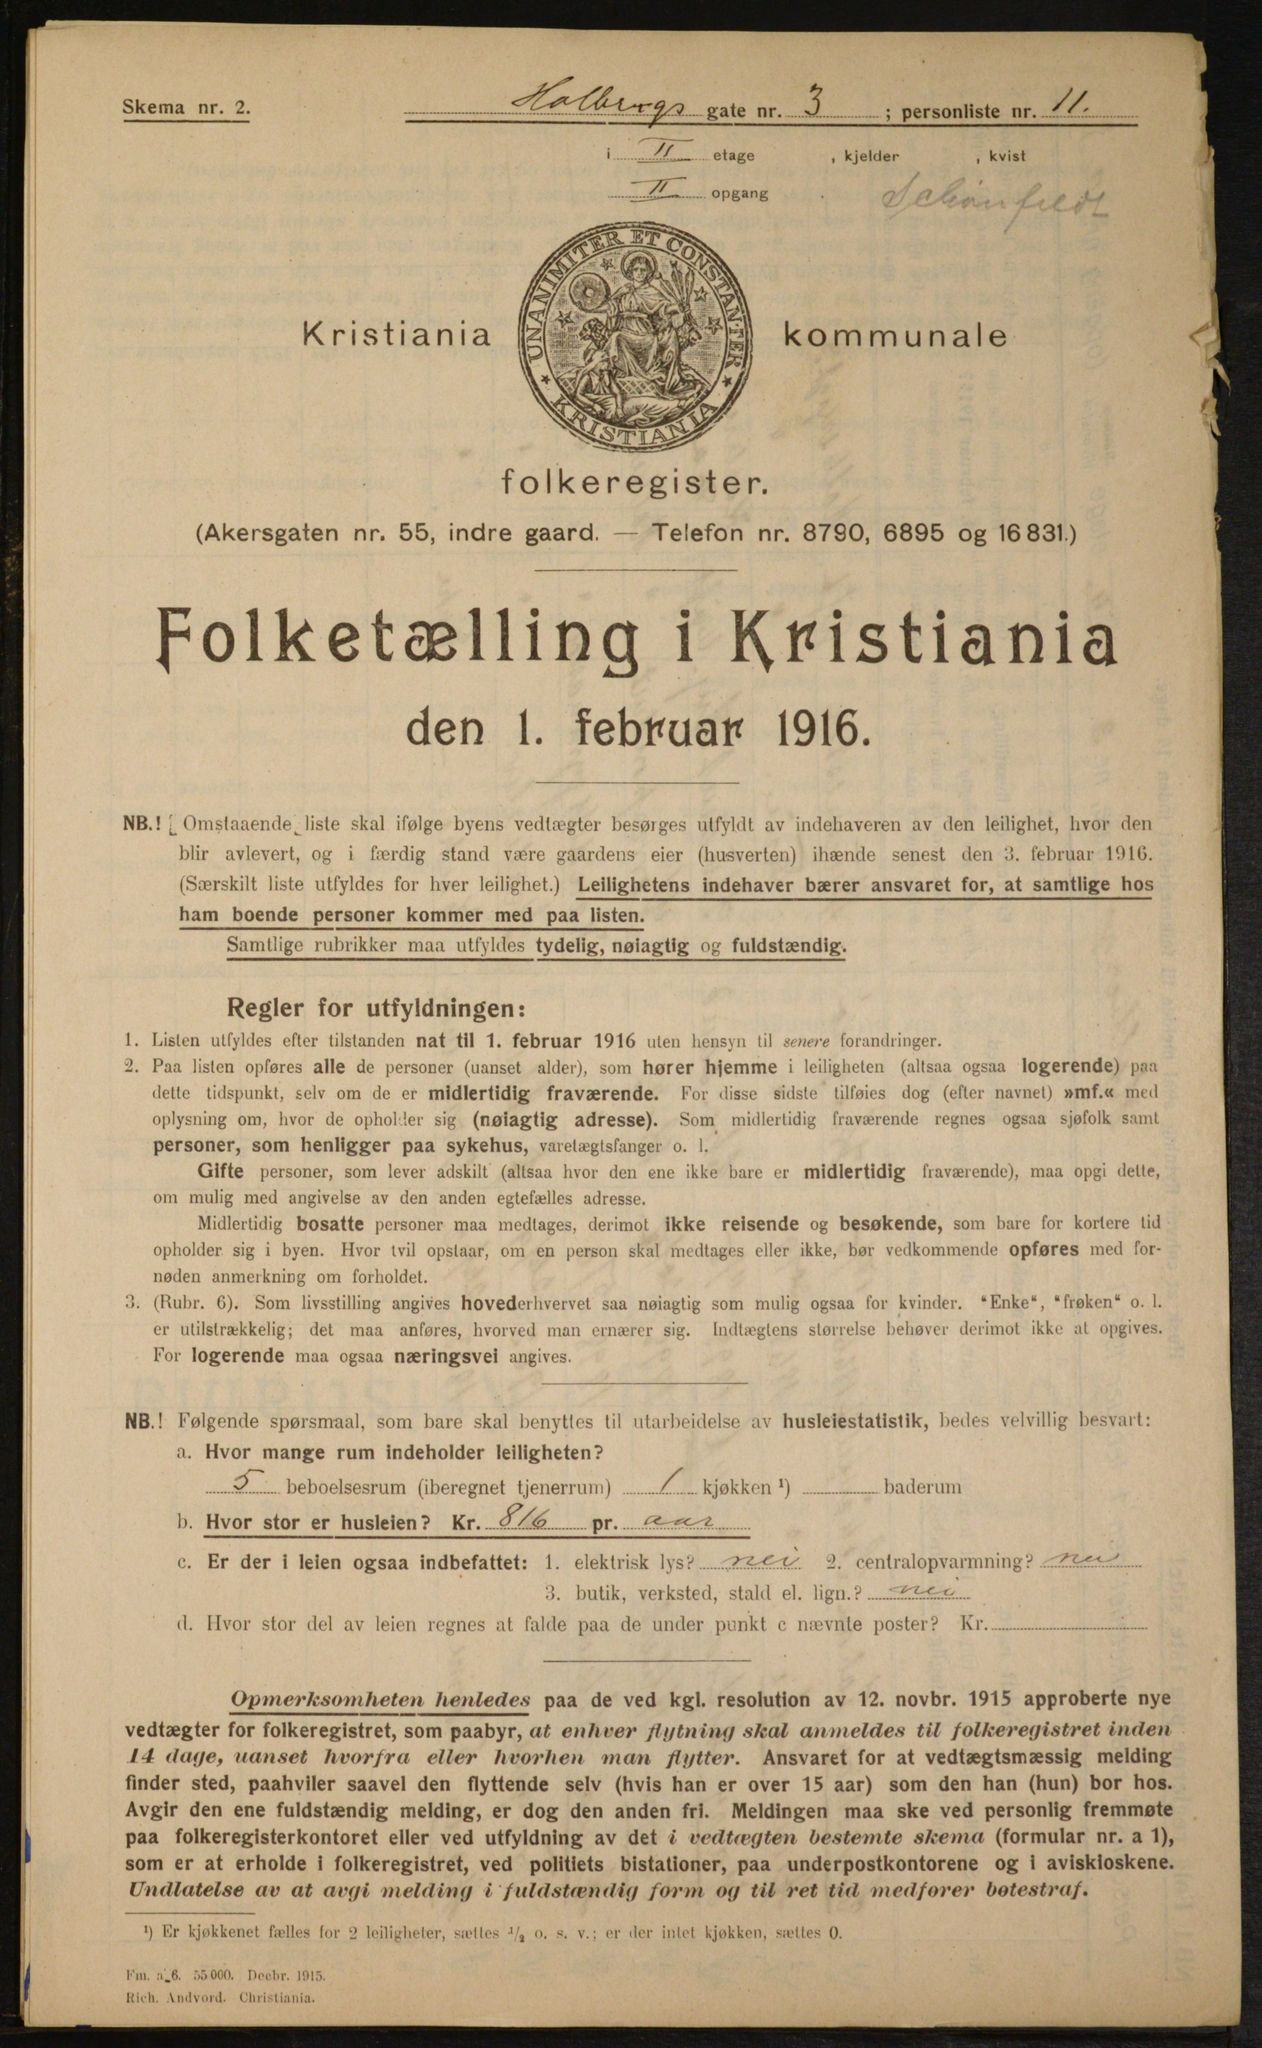 Skema nr. 2.
Holbergs gate nr. 3 ; personliste nr. 11.
i II etage , kjelder , kvist
II opgang
Schönfeldt
UNANIMITER ET CONSTANTER
KRISTIANIA
Kristiania kommunale
folkeregister.
(Akersgaten nr. 55, indre gaard. — Telefon nr. 8790, 6895 og 16 831.)
Folketælling i Kristiania
den 1. februar 1916.
NB.! Omstaaende liste skal ifølge byens vedtægter besørges utfyldt av indehaveren av den leilighet, hvor den
blir avlevert, og i færdig stand være gaardens eier (husverten) ihænde senest den 3. februar 1916.
(Særskilt liste utfyldes for hver leilighet.) Leilighetens indehaver bærer ansvaret for, at samtlige hos
ham boende personer kommer med paa listen.
Samtlige rubrikker maa utfyldes tydelig, nøiagtig og fuldstændig.
Regler for utfyldningen:
1. Listen utfyldes efter tilstanden nat til 1. februar 1916 uten hensyn til senere forandringer.
2. Paa listen opføres alle de personer (uanset alder), som hører hjemme i leiligheten (altsaa ogsaa logerende) paa
dette tidspunkt, selv om de er midlertidig fraværende. For disse sidste tilføies dog (efter navnet) »mf.« med
oplysning om, hvor de opholder sig (nøiagtig adresse). Som midlertidig fraværende regnes ogsaa sjøfolk samt
personer, som henligger paa sykehus, varetægtsfanger o. l.
Gifte personer, som lever adskilt (altsaa hvor den ene ikke bare er midlertidig fraværende), maa opgi dette,
om mulig med angivelse av den anden egtefælles adresse.
Midlertidig bosatte personer maa medtages, derimot ikke reisende og besøkende, som bare for kortere tid
opholder sig i byen. Hvor tvil opstaar, om en person skal medtages eller ikke, bør vedkommende opføres med for-
nøden anmerkning om forholdet.
3. (Rubr. 6). Som livsstilling angives hovederhvervet saa nøiagtig som mulig ogsaa for kvinder. "Enke", "frøken" o. l.
er utilstrækkelig; det maa anføres, hvorved man ernærer sig. Indtægtens størrelse behøver derimot ikke at opgives.
For logerende maa ogsaa næringsvei angives.
NB.! Følgende spørsmaal, som bare skal benyttes til utarbeidelse av husleiestatistik, bedes velvillig besvart:
a. Hvor mange rum indeholder leiligheten?
5 beboelsesrum (iberegnet tjenerrum) 1 kjøkken ¹) baderum
b. Hvor stor er husleien? Kr. 816 pr. aar
c. Er der i leien ogsaa indbefattet: 1. elektrisk lys? nei 2. centralopvarmning? nei
3. butik, verksted, stald el. lign.? nei
d. Hvor stor del av leien regnes at falde paa de under punkt c nævnte poster? Kr.
Opmerksomheten henledes paa de ved kgl. resolution av 12. novbr. 1915 approberte nye
vedtægter for folkeregistret, som paabyr, at enhver flytning skal anmeldes til folkeregistret inden
14 dage, uanset hvorfra eller hvorhen man flytter. Ansvaret for at vedtægtsmæssig melding
finder sted, paahviler saavel den flyttende selv (hvis han er over 15 aar) som den han (hun) bor hos.
Avgir den ene fuldstændig melding, er dog den anden fri. Meldingen maa ske ved personlig fremmøte
paa folkeregisterkontoret eller ved utfyldning av det i vedtægten bestemte skema (formular nr. a 1),
som er at erholde i folkeregistret, ved politiets bistationer, paa underpostkontorene og i aviskioskene.
Undlatelse av at avgi melding i fuldstændig form og til ret tid medfører bøtestraf.
¹) Er kjøkkenet fælles for 2 leiligheter, sættes ½ o. s. v.; er der intet kjøkken, sættes 0.
Fm. a 6. 55 000. Decbr. 1915.
Rich. Andvord. Christiania.